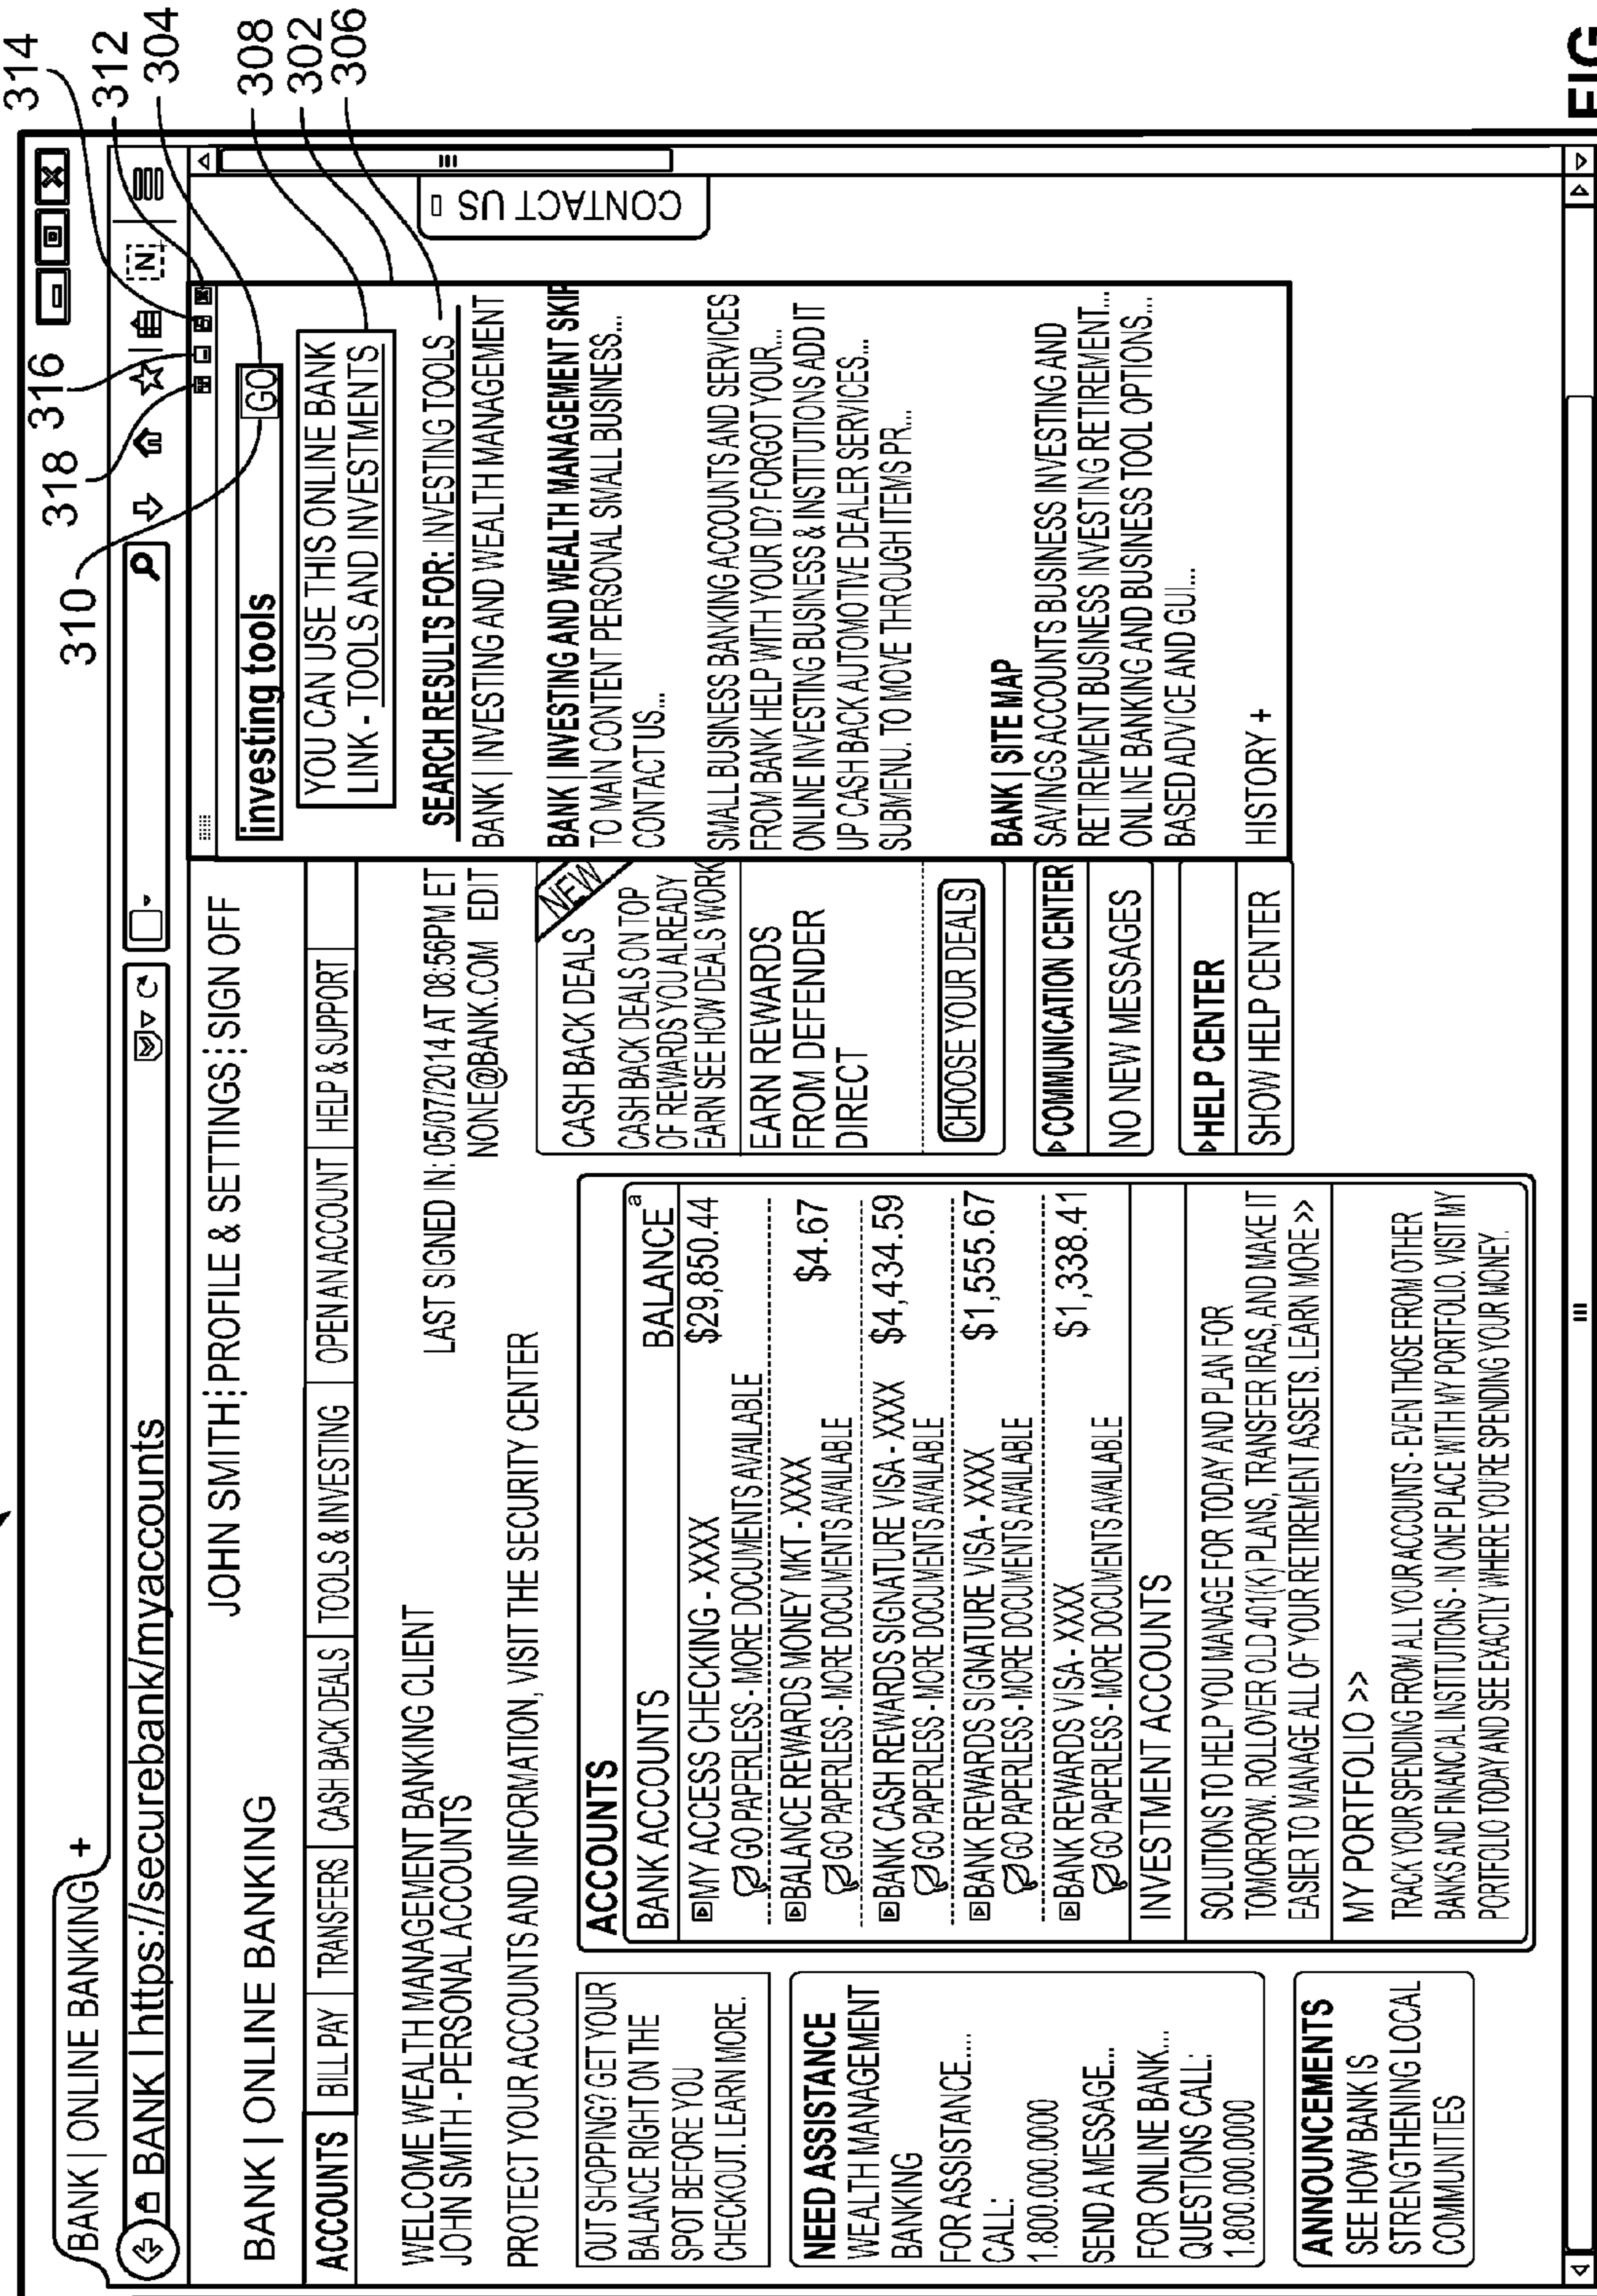 BANK | ONLINE BANKING +
BANK | https://securebank/myaccounts
JOHN SMITH PROFILE & SETTINGS SIGN OFF
BANK | ONLINE BANKING
ACCOUNTS BILL PAY TRANSFERS CASH BACK DEALS TOOLS & INVESTING OPEN AN ACCOUNT HELP & SUPPORT
WELCOME WEALTH MANAGEMENT BANKING CLIENT
JOHN SMITH - PERSONAL ACCOUNTS
LAST SIGNED IN: 05/07/2014 AT 08:56PM ET
NONE@BANK.COM EDIT
PROTECT YOUR ACCOUNTS AND INFORMATION, VISIT THE SECURITY CENTER
OUT SHOPPING? GET YOUR
BALANCE RIGHT ON THE
SPOT BEFORE YOU
CHECKOUT. LEARN MORE.
NEED ASSISTANCE
WEALTH MANAGEMENT
BANKING
FOR ASSISTANCE....
CALL:
1.800.000.0000
SEND A MESSAGE...
FOR ONLINE BANK...
QUESTIONS CALL:
1.800.000.0000
ANNOUNCEMENTS
SEE HOW BANK IS
STRENGTHENING LOCAL
COMMUNITIES
ACCOUNTS
BANK ACCOUNTS BALANCE a
MY ACCESS CHECKING - XXXX $29,850.44
GO PAPERLESS - MORE DOCUMENTS AVAILABLE
BALANCE REWARDS MONEY MKT - XXXX $4.67
GO PAPERLESS - MORE DOCUMENTS AVAILABLE
BANK CASH REWARDS SIGNATURE VISA - XXXX $4,434.59
GO PAPERLESS - MORE DOCUMENTS AVAILABLE
BANK REWARDS SIGNATURE VISA - XXXX $1,555.67
GO PAPERLESS - MORE DOCUMENTS AVAILABLE
BANK REWARDS VISA - XXXX $1,338.41
GO PAPERLESS - MORE DOCUMENTS AVAILABLE
INVESTMENT ACCOUNTS
SOLUTIONS TO HELP YOU MANAGE FOR TODAY AND PLAN FOR
TOMORROW. ROLLOVER OLD 401(K) PLANS, TRANSFER IRAS, AND MAKE IT
EASIER TO MANAGE ALL OF YOUR RETIREMENT ASSETS. LEARN MORE >>
MY PORTFOLIO >>
TRACK YOUR SPENDING FROM ALL YOUR ACCOUNTS - EVEN THOSE FROM OTHER
BANKS AND FINANCIAL INSTITUTIONS - IN ONE PLACE WITH MY PORTFOLIO. VISIT MY
PORTFOLIO TODAY AND SEE EXACTLY WHERE YOU'RE SPENDING YOUR MONEY.
NEW
CASH BACK DEALS
CASH BACK DEALS ON TOP
OF REWARDS YOU ALREADY
EARN SEE HOW DEALS WORK
EARN REWARDS
FROM DEFENDER
DIRECT
CHOOSE YOUR DEALS
COMMUNICATION CENTER
NO NEW MESSAGES
HELP CENTER
SHOW HELP CENTER
investing tools GO
YOU CAN USE THIS ONLINE BANK
LINK - TOOLS AND INVESTMENTS
SEARCH RESULTS FOR: INVESTING TOOLS
BANK | INVESTING AND WEALTH MANAGEMENT
BANK | INVESTING AND WEALTH MANAGEMENT SKIP
TO MAIN CONTENT PERSONAL SMALL BUSINESS...
CONTACT US...
SMALL BUSINESS BANKING ACCOUNTS AND SERVICES
FROM BANK HELP WITH YOUR ID? FORGOT YOUR...
ONLINE INVESTING BUSINESS & INSTITUTIONS ADD IT
UP CASH BACK AUTOMOTIVE DEALER SERVICES...
SUBMENU. TO MOVE THROUGH ITEMS PR...
BANK | SITE MAP
SAVINGS ACCOUNTS BUSINESS INVESTING AND
RETIREMENT BUSINESS INVESTING RETIREMENT...
ONLINE BANKING AND BUSINESS TOOL OPTIONS...
BASED ADVICE AND GUI...
HISTORY +
CONTACT US
N
310
318
316
314
312
304
308
302
306
FIG